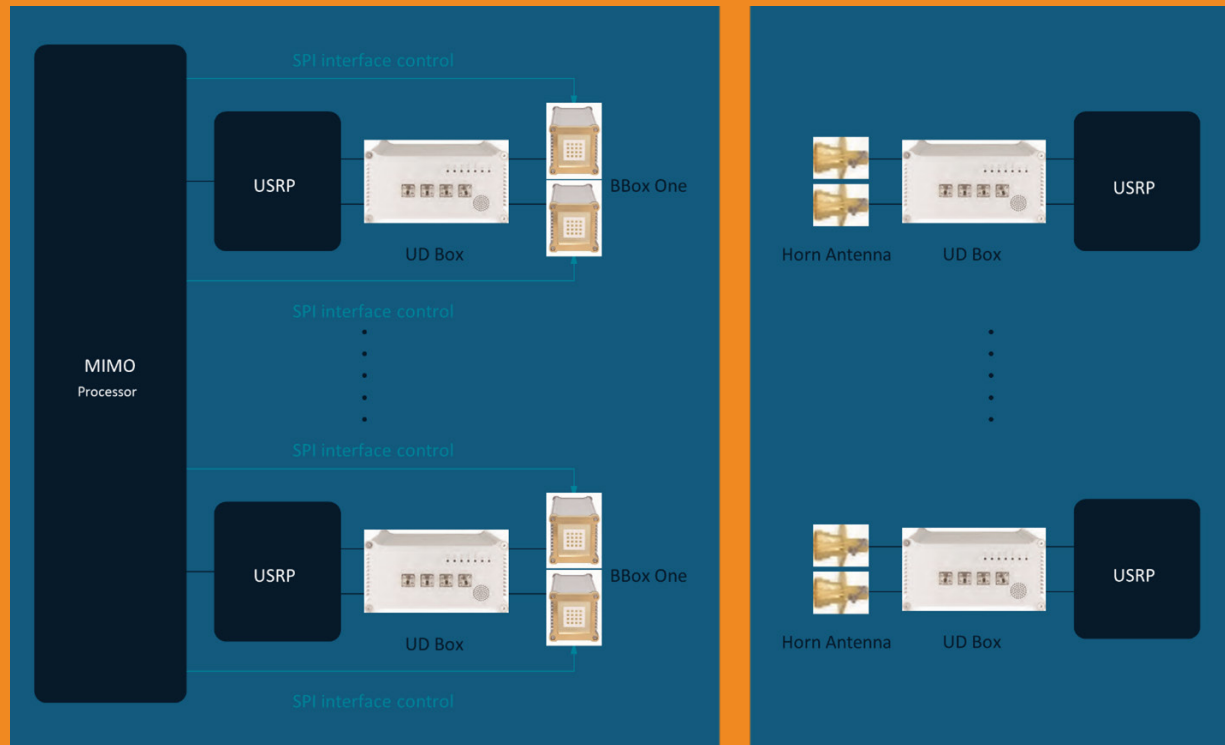 SPI interface control
USRP
BBox One
UD Box
SPI interface control
MIMO
Processor
SPI interface control
USRP
BBox One
UD Box
SPI interface control
USRP
Horn Antenna
UD Box
USRP
Horn Antenna
UD Box